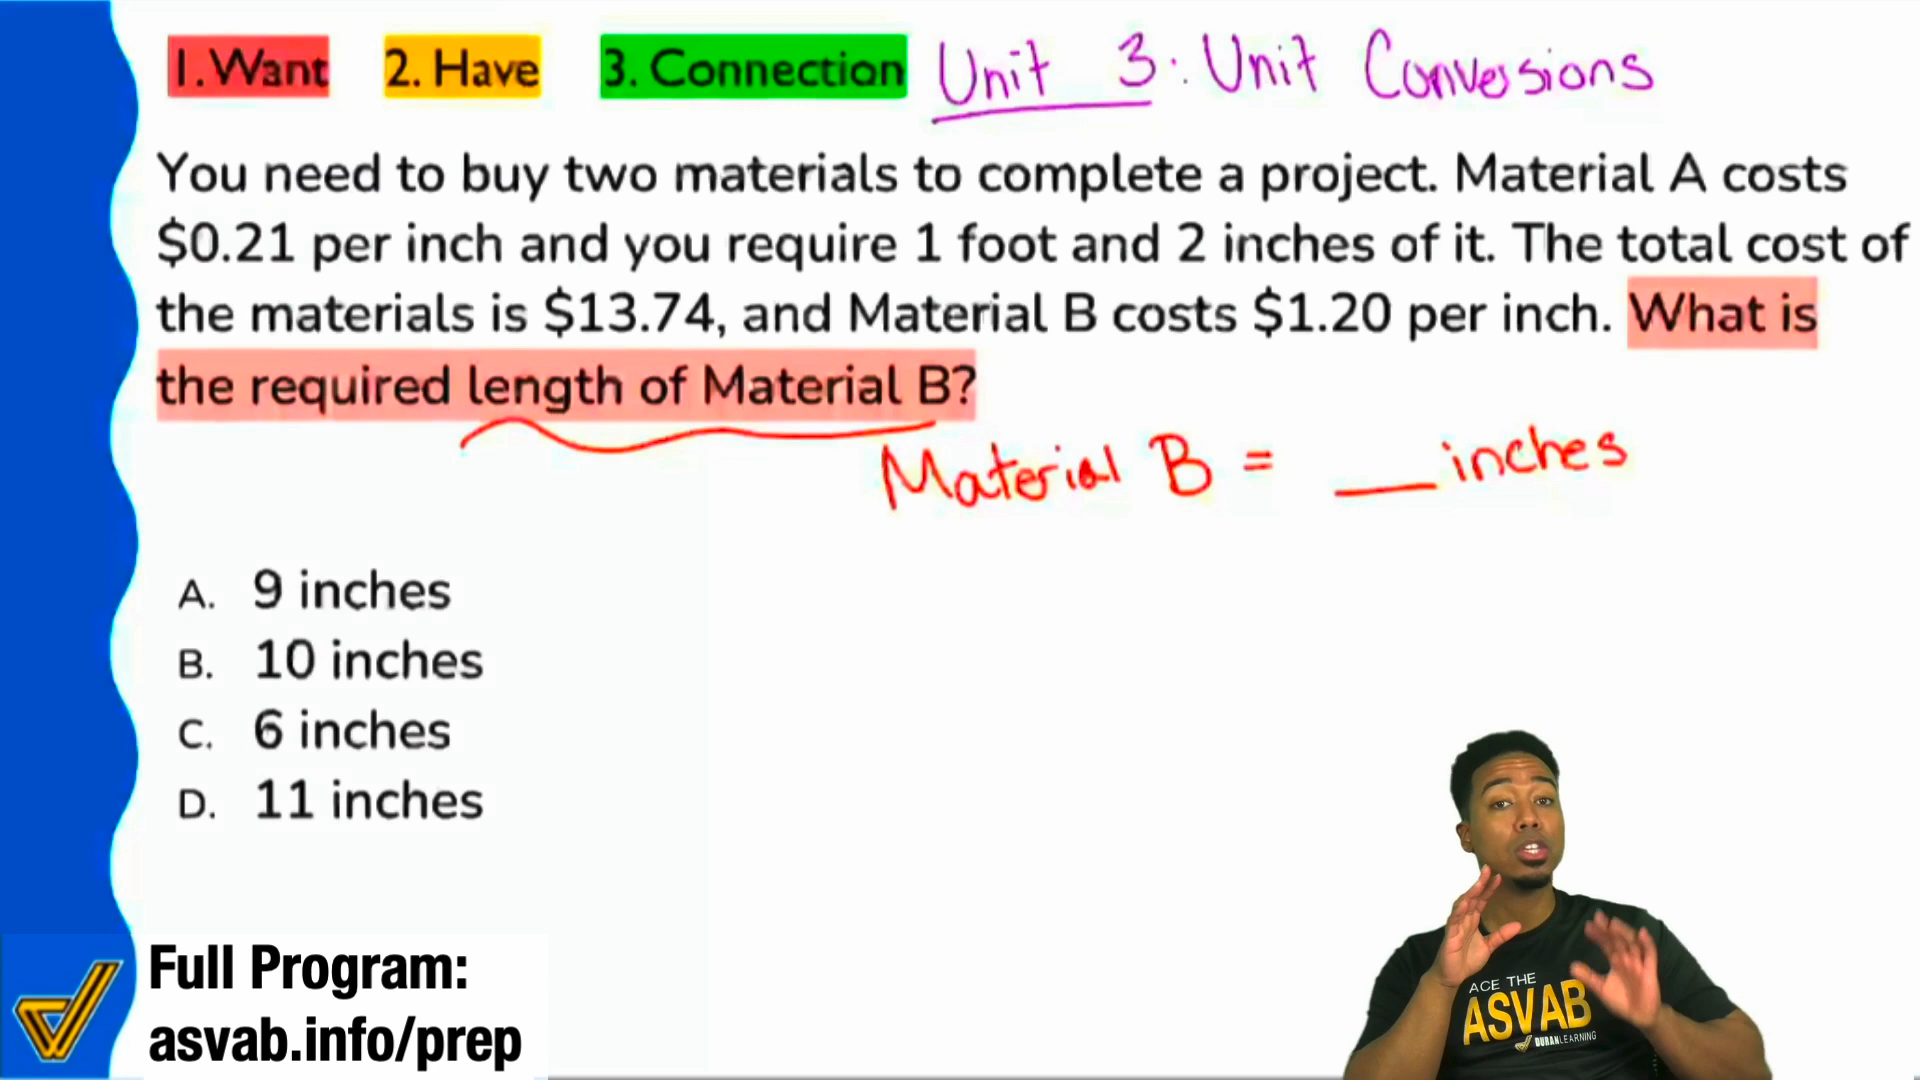 1. Want 2. Have 3. Connection Unit 3: Unit Conversions
You need to buy two materials to complete a project. Material A costs
$0.21 per inch and you require 1 foot and 2 inches of it. The total cost of
the materials is $13.74, and Material B costs $1.20 per inch. What is
the required length of Material B?
Material B = __ inches
A. 9 inches
B. 10 inches
C. 6 inches
D. 11 inches
Full Program:
asvab.info/prep
ACE THE
ASVAB
DURAN LEARNING